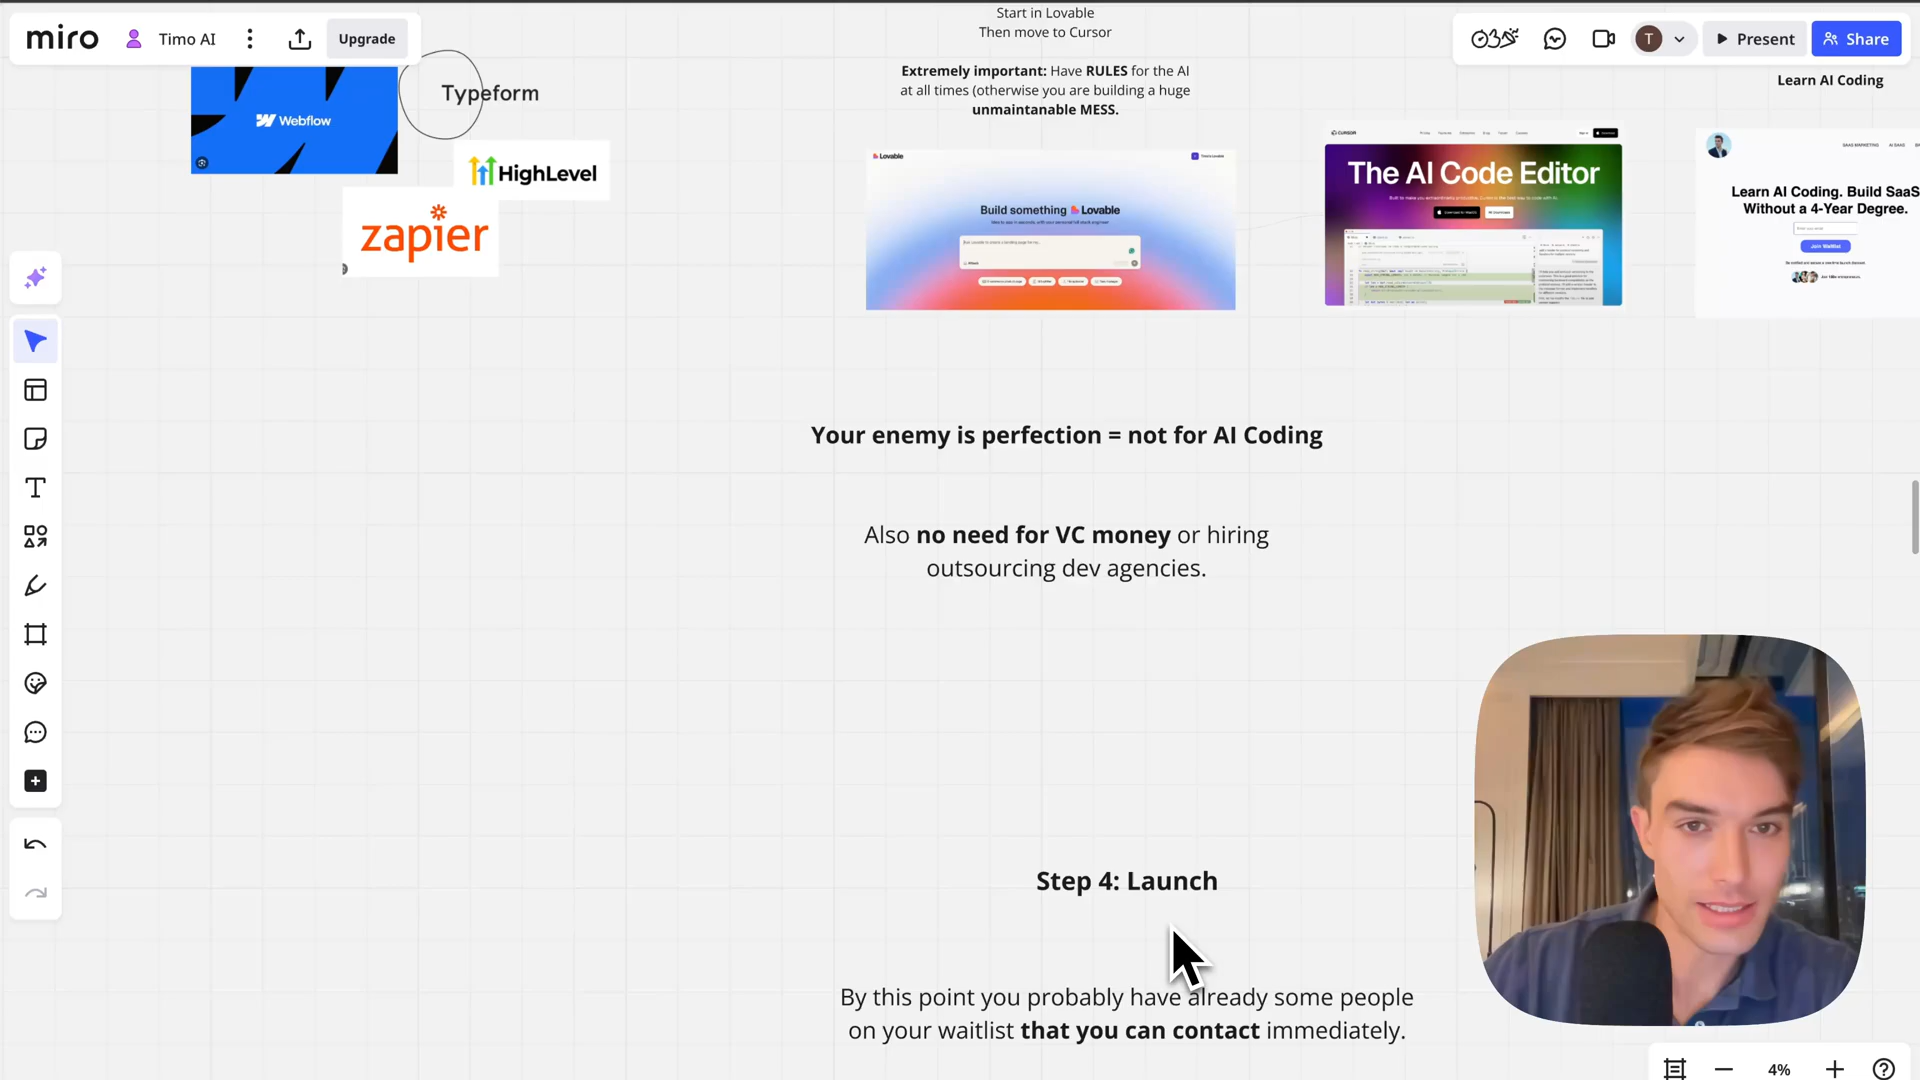 miro
Timo AI
Upgrade
Present
Share
T
Start in Lovable
Then move to Cursor
Extremely important: Have RULES for the AI
at all times (otherwise you are building a huge
unmaintanable MESS.
Learn AI Coding
Webflow
Typeform
HighLevel
zapier
Lovable
Build something Lovable
CURSOR
The AI Code Editor
Learn AI Coding. Build SaaS
Without a 4-Year Degree.
Join Waitlist
Your enemy is perfection = not for AI Coding
Also no need for VC money or hiring
outsourcing dev agencies.
Step 4: Launch
By this point you probably have already some people
on your waitlist that you can contact immediately.
4%